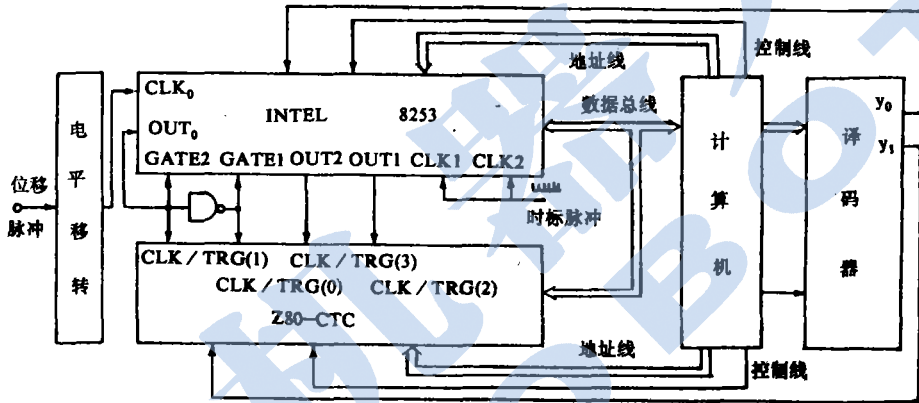 控制线
地址线
CLK₀
INTEL 8253
数据总线
OUT₀
GATE2 GATE1 OUT2 OUT1 CLK1 CLK2
y₀
y₁
电平移转
位移
脉冲
时标脉冲
计算机
译码器
CLK/TRG(1) CLK/TRG(3)
CLK/TRG(0) CLK/TRG(2)
Z80-CTC
地址线
控制线